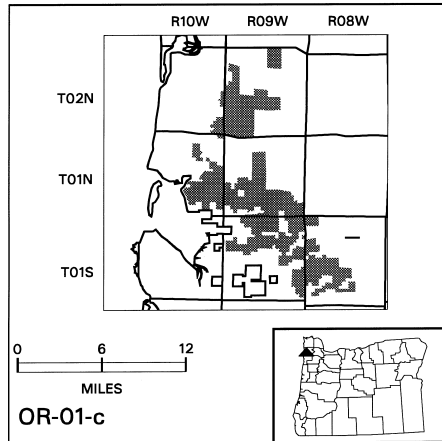 R10W R09W R08W
T02N
T01N
T01S
0 6 12
MILES
OR-01-c